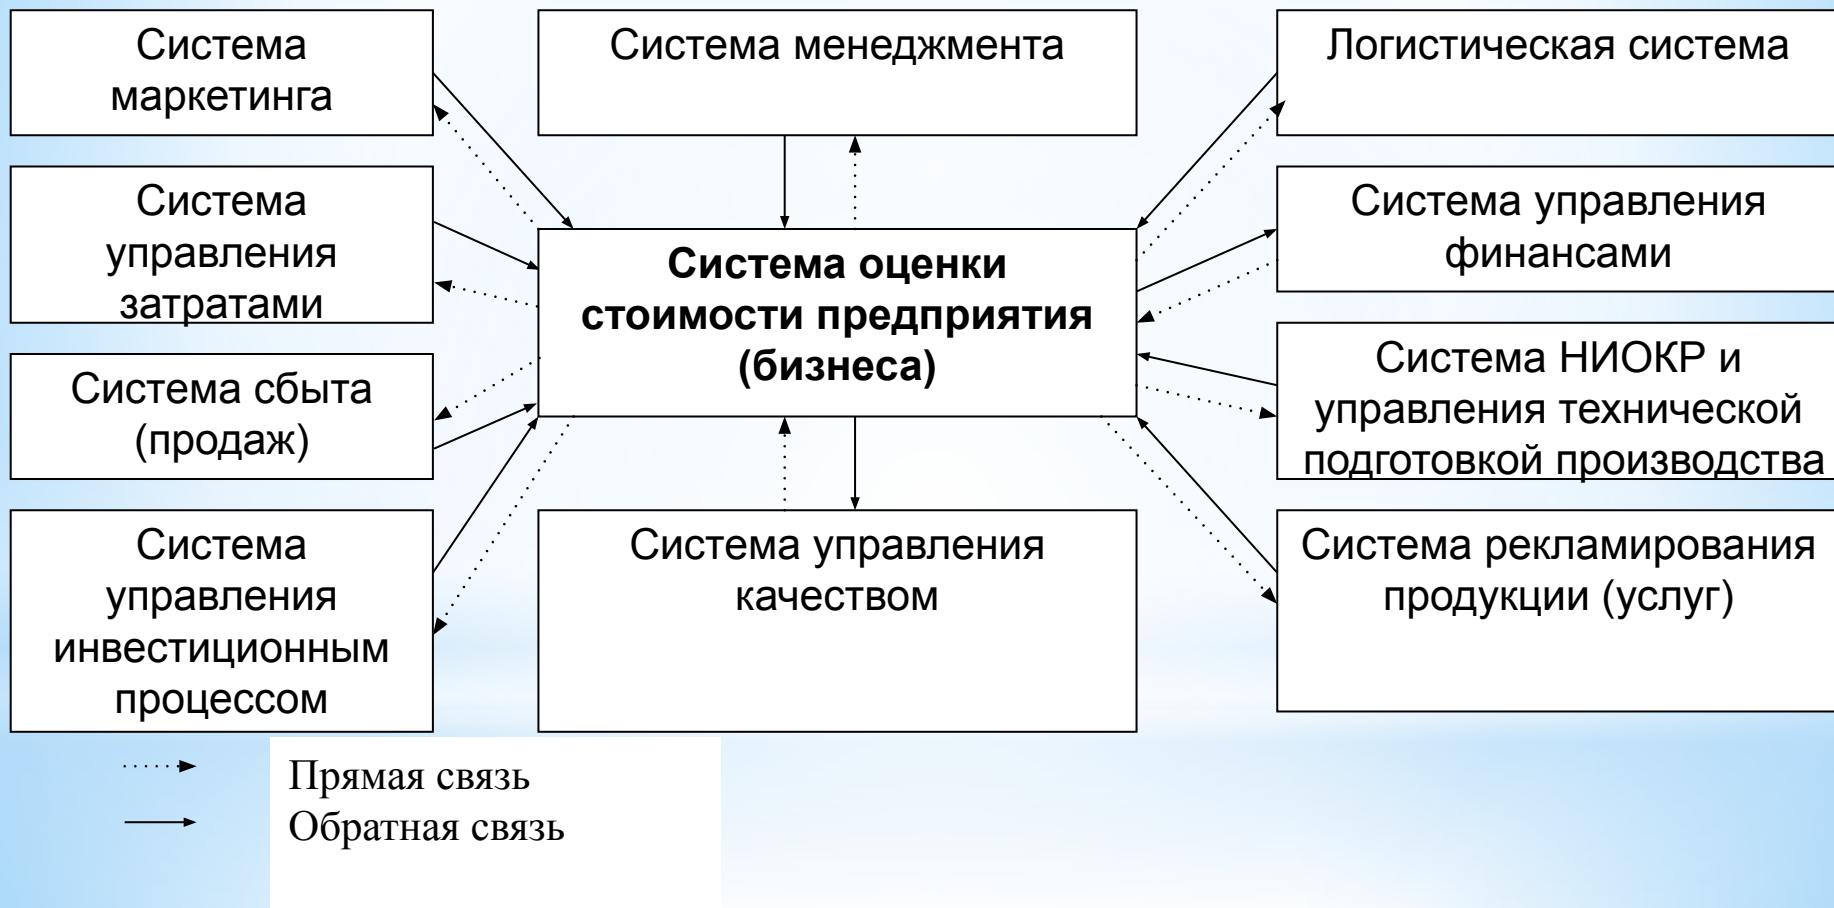 Система
маркетинга
Система менеджмента
Логистическая система
Система
управления
затратами
Система оценки
стоимости предприятия
(бизнеса)
Система управления
финансами
Система сбыта
(продаж)
Система НИОКР и
управления технической
подготовкой производства
Система
управления
инвестиционным
процессом
Система управления
качеством
Система рекламирования
продукции (услуг)
Прямая связь
Обратная связь